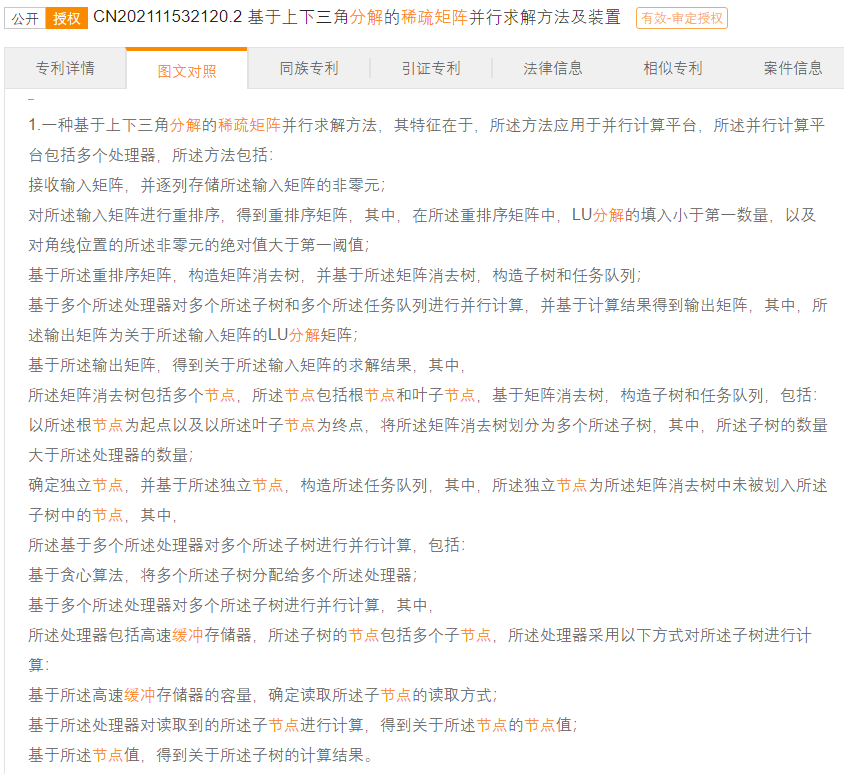 公开 授权 CN202111532120.2 基于上下三角分解的稀疏矩阵并行求解方法及装置 有效-审定授权
专利详情 图文对照 同族专利 引证专利 法律信息 相似专利 案件信息
1.一种基于上下三角分解的稀疏矩阵并行求解方法，其特征在于，所述方法应用于并行计算平台，所述并行计算平
台包括多个处理器，所述方法包括：
接收输入矩阵，并逐列存储所述输入矩阵的非零元；
对所述输入矩阵进行重排序，得到重排序矩阵，其中，在所述重排序矩阵中，LU分解的填入小于第一数量，以及
对角线位置的所述非零元的绝对值大于第一阈值；
基于所述重排序矩阵，构造矩阵消去树，并基于所述矩阵消去树，构造子树和任务队列；
基于多个所述处理器对多个所述子树和多个所述任务队列进行并行计算，并基于计算结果得到输出矩阵，其中，所
述输出矩阵为关于所述输入矩阵的LU分解矩阵；
基于所述输出矩阵，得到关于所述输入矩阵的求解结果，其中，
所述矩阵消去树包括多个节点，所述节点包括根节点和叶子节点，基于矩阵消去树，构造子树和任务队列，包括：
以所述根节点为起点以及以所述叶子节点为终点，将所述矩阵消去树划分为多个所述子树，其中，所述子树的数量
大于所述处理器的数量；
确定独立节点，并基于所述独立节点，构造所述任务队列，其中，所述独立节点为所述矩阵消去树中未被划入所述
子树中的节点，其中，
所述基于多个所述处理器对多个所述子树进行并行计算，包括：
基于贪心算法，将多个所述子树分配给多个所述处理器；
基于多个所述处理器对多个所述子树进行并行计算，其中，
所述处理器包括高速缓冲存储器，所述子树的节点包括多个子节点，所述处理器采用以下方式对所述子树进行计
算：
基于所述高速缓冲存储器的容量，确定读取所述子节点的读取方式；
基于所述处理器对读取到的所述子节点进行计算，得到关于所述节点的节点值；
基于所述节点值，得到关于所述子树的计算结果。